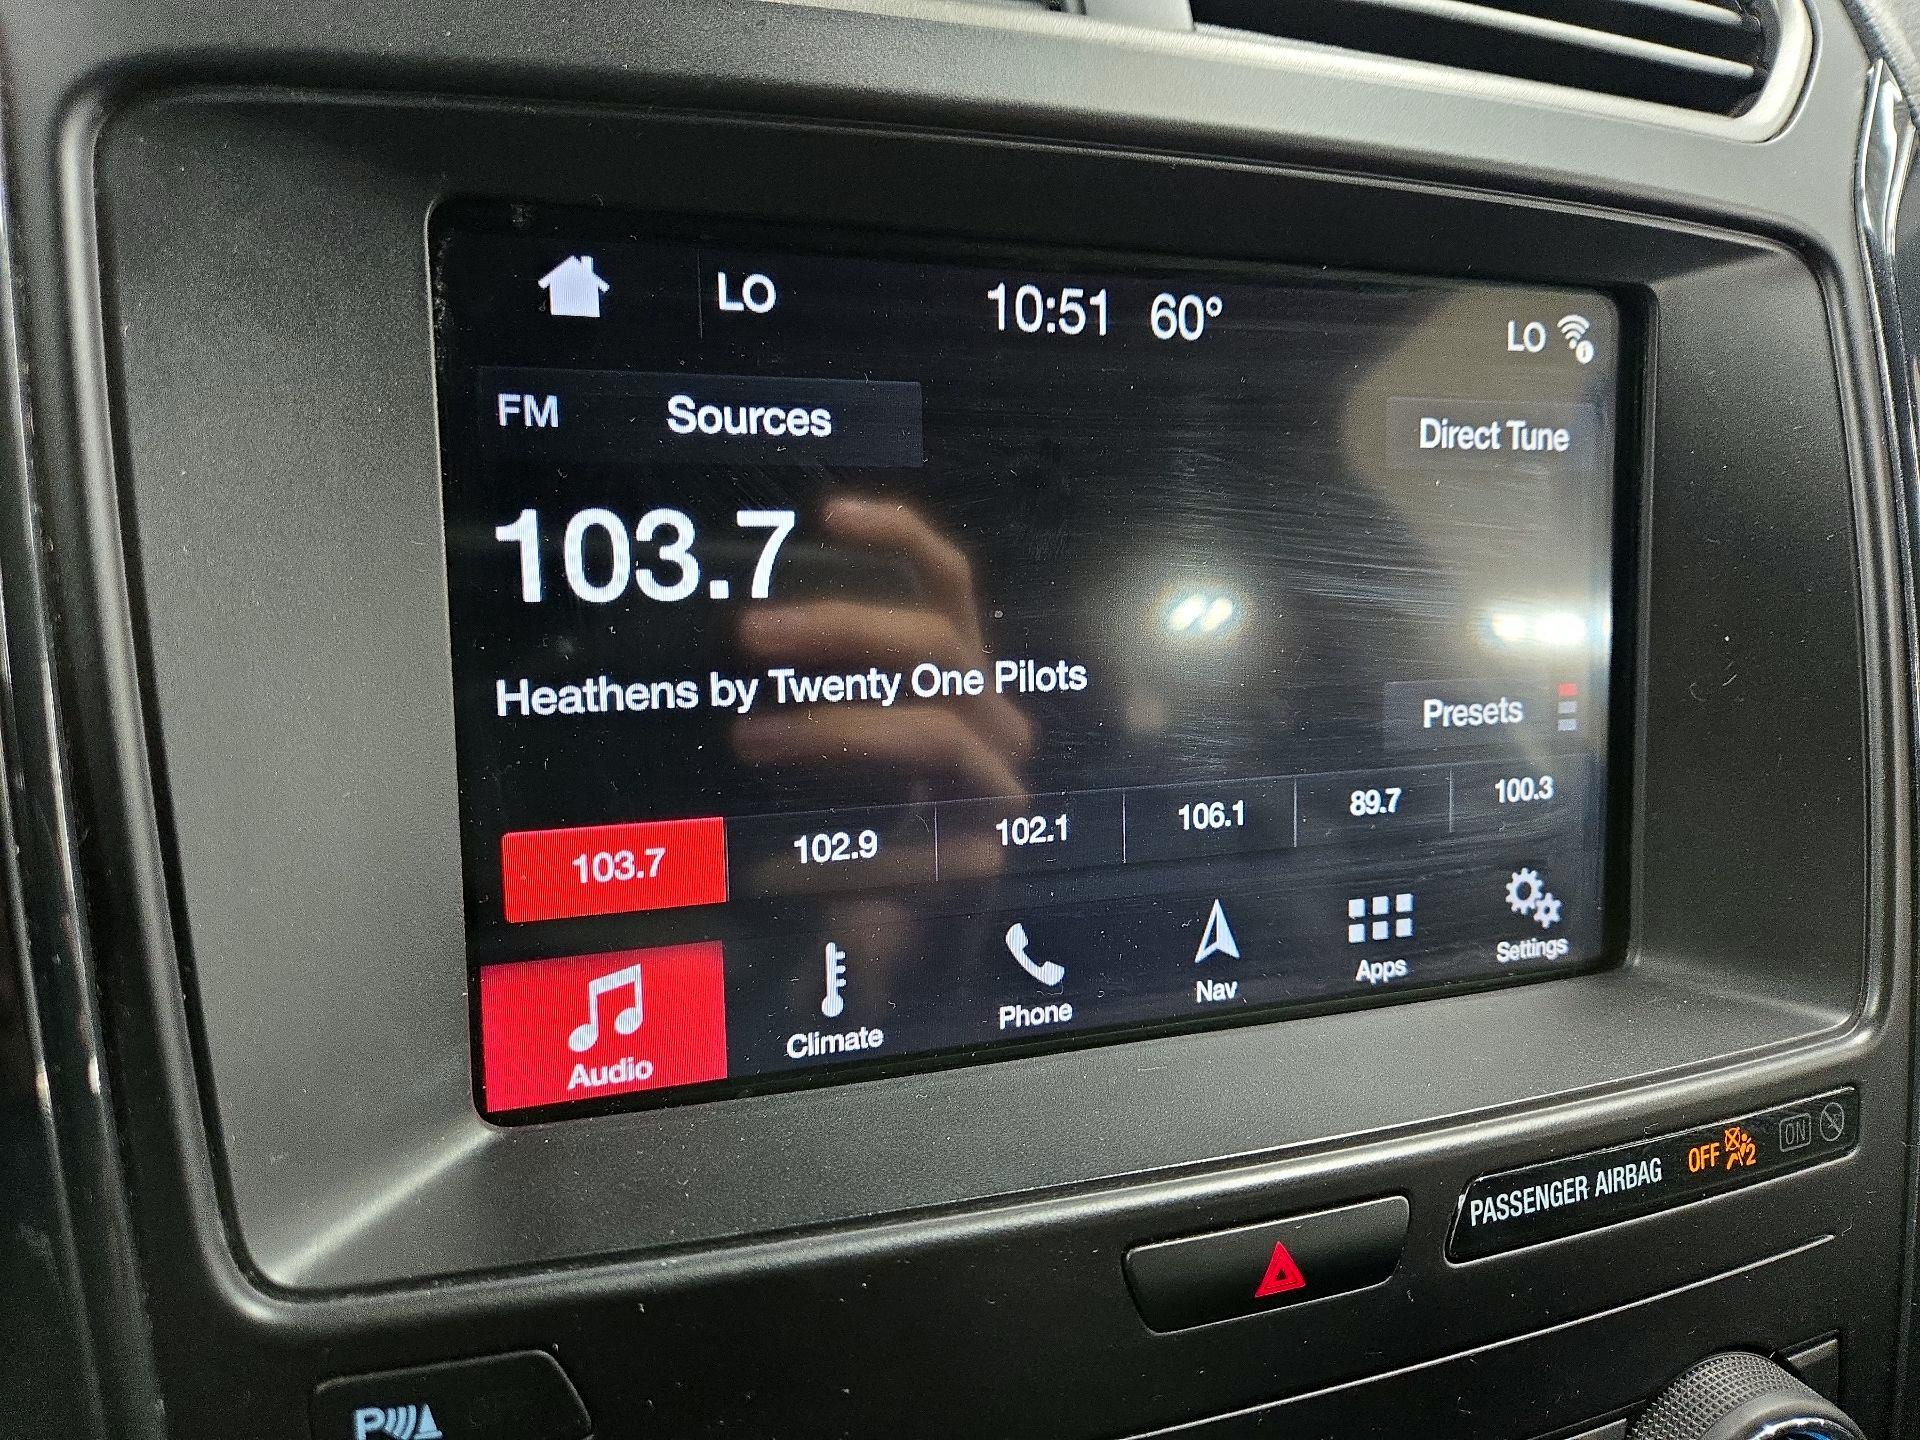 LO 10:51 60° LO
FM Sources Direct Tune
103.7
Heathens by Twenty One Pilots
Presets
103.7 102.9 102.1 106.1 89.7 100.3
Audio Climate Phone Nav Apps Settings
PASSENGER AIRBAG OFF 2 ON
P